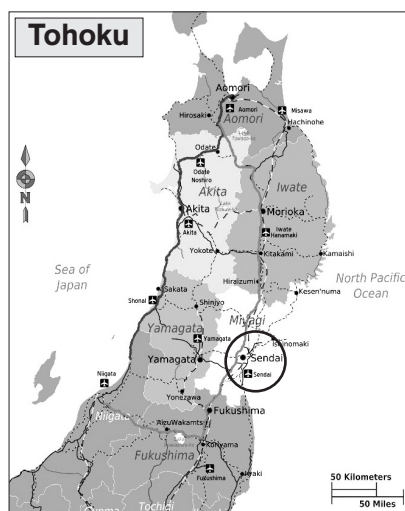 Tohoku
Aomori
Aomori
Aomori
Misawa
Hirosaki
Hachinohe
Odate
Odate
Noshiro
Akita
Iwate
Akita
Morioka
Akita
Iwate
Hanamaki
Yokote
Kitakami
Kamaishi
Sea of
Japan
North Pacific
Ocean
Hiraizumi
Kesen'numa
Sakata
Shonai
Shinjyo
Miyagi
Yamagata
Yamagata
Ishinomaki
Yamagata
Sendai
Sendai
Niigata
Yonezawa
Niigata
Fukushima
AizuWakamts
Fukushima
Koriyama
Fukushima
Iwaki
Tochigi
N
50 Kilometers
50 Miles